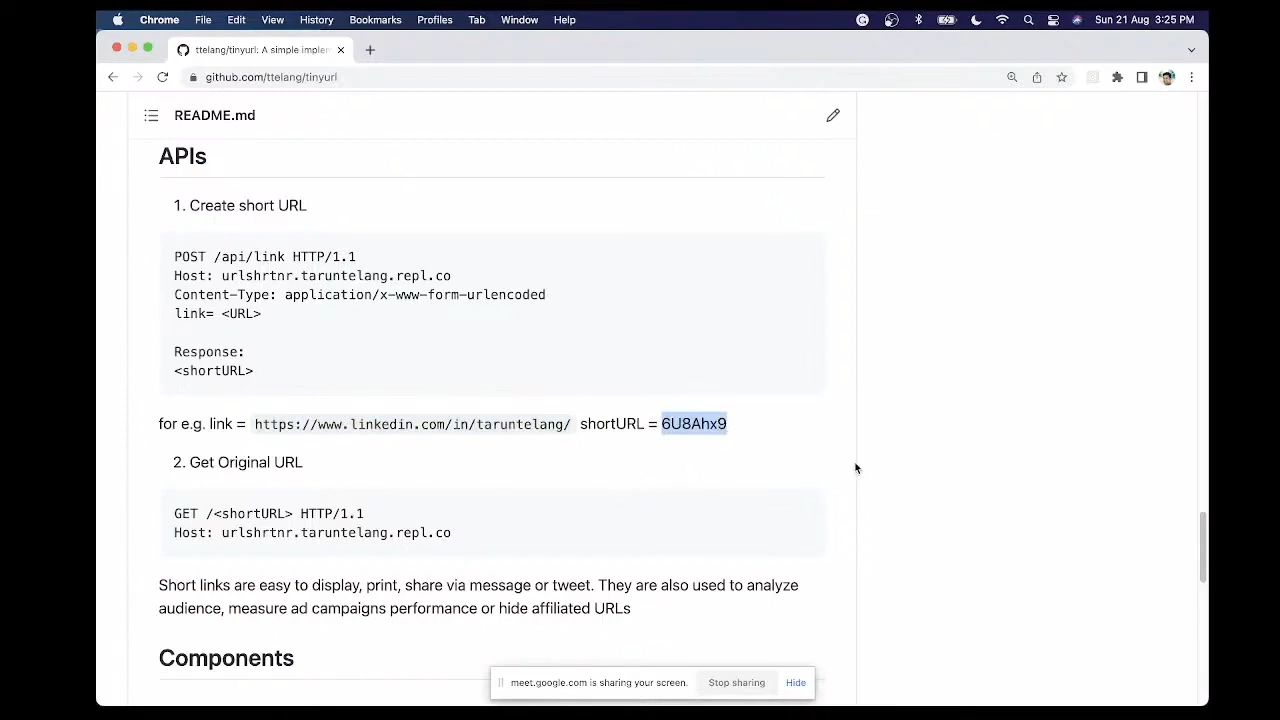 Chrome File Edit View History Bookmarks Profiles Tab Window Help Sun 21 Aug 3:25 PM
ttelang/tinyurl: A simple implem
github.com/ttelang/tinyurl
README.md
APIs
1. Create short URL
POST /api/link HTTP/1.1
Host: urlshrtnr.taruntelang.repl.co
Content-Type: application/x-www-form-urlencoded
link= <URL>
Response:
<shortURL>
for e.g. link = https://www.linkedin.com/in/taruntelang/ shortURL = 6U8Ahx9
2. Get Original URL
GET /<shortURL> HTTP/1.1
Host: urlshrtnr.taruntelang.repl.co
Short links are easy to display, print, share via message or tweet. They are also used to analyze
audience, measure ad campaigns performance or hide affiliated URLs
Components
meet.google.com is sharing your screen. Stop sharing Hide